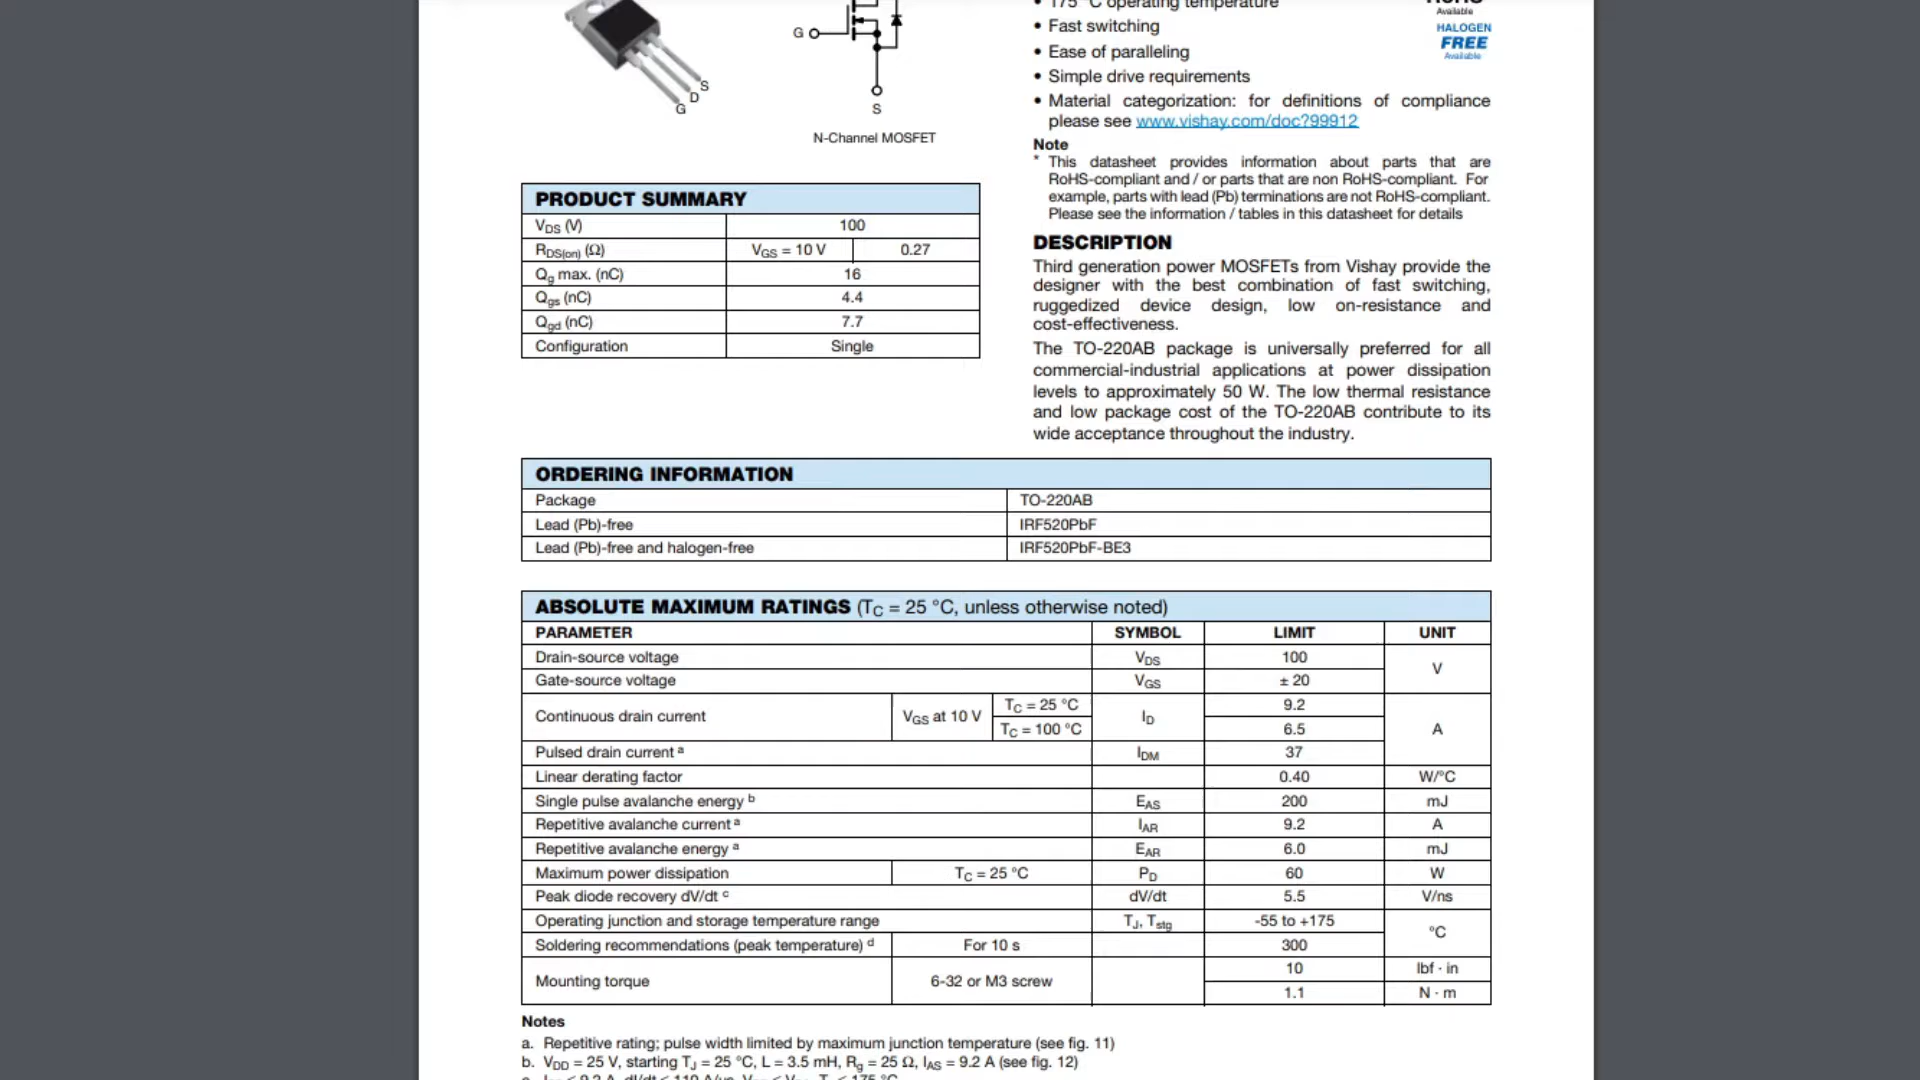 • 175 °C operating temperature
Available
• Fast switching
HALOGEN
FREE
Available
• Ease of paralleling
• Simple drive requirements
• Material categorization: for definitions of compliance
please see www.vishay.com/doc?99912
G
S
D
G
S
N-Channel MOSFET
Note
* This datasheet provides information about parts that are
RoHS-compliant and / or parts that are non RoHS-compliant. For
example, parts with lead (Pb) terminations are not RoHS-compliant.
Please see the information / tables in this datasheet for details
PRODUCT SUMMARY
VDS (V) 100
RDS(on) (Ω) VGS = 10 V 0.27
Qg max. (nC) 16
Qgs (nC) 4.4
Qgd (nC) 7.7
Configuration Single
DESCRIPTION
Third generation power MOSFETs from Vishay provide the
designer with the best combination of fast switching,
ruggedized device design, low on-resistance and
cost-effectiveness.
The TO-220AB package is universally preferred for all
commercial-industrial applications at power dissipation
levels to approximately 50 W. The low thermal resistance
and low package cost of the TO-220AB contribute to its
wide acceptance throughout the industry.
ORDERING INFORMATION
Package TO-220AB
Lead (Pb)-free IRF520PbF
Lead (Pb)-free and halogen-free IRF520PbF-BE3
ABSOLUTE MAXIMUM RATINGS (TC = 25 °C, unless otherwise noted)
PARAMETER SYMBOL LIMIT UNIT
Drain-source voltage VDS 100 V
Gate-source voltage VGS ± 20
Continuous drain current VGS at 10 V TC = 25 °C ID 9.2 A
TC = 100 °C 6.5
Pulsed drain current a IDM 37
Linear derating factor 0.40 W/°C
Single pulse avalanche energy b EAS 200 mJ
Repetitive avalanche current a IAR 9.2 A
Repetitive avalanche energy a EAR 6.0 mJ
Maximum power dissipation TC = 25 °C PD 60 W
Peak diode recovery dV/dt c dV/dt 5.5 V/ns
Operating junction and storage temperature range TJ, Tstg -55 to +175 °C
Soldering recommendations (peak temperature) d For 10 s 300
Mounting torque 6-32 or M3 screw 10 lbf · in
1.1 N · m
Notes
a. Repetitive rating; pulse width limited by maximum junction temperature (see fig. 11)
b. VDD = 25 V, starting TJ = 25 °C, L = 3.5 mH, Rg = 25 Ω, IAS = 9.2 A (see fig. 12)